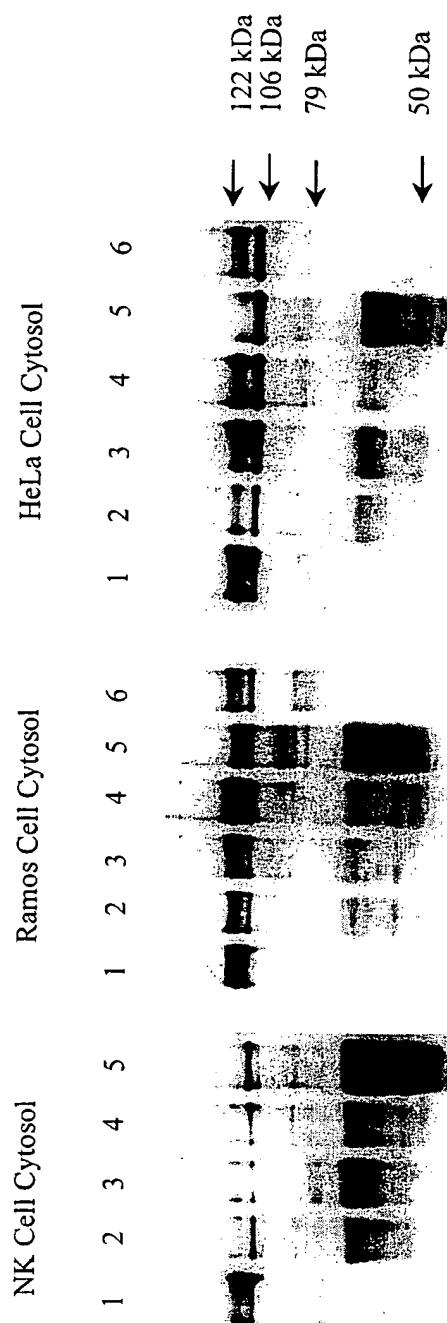 NK Cell Cytosol
1 2 3 4 5
Ramos Cell Cytosol
1 2 3 4 5 6
HeLa Cell Cytosol
1 2 3 4 5 6
122 kDa
106 kDa
79 kDa
50 kDa